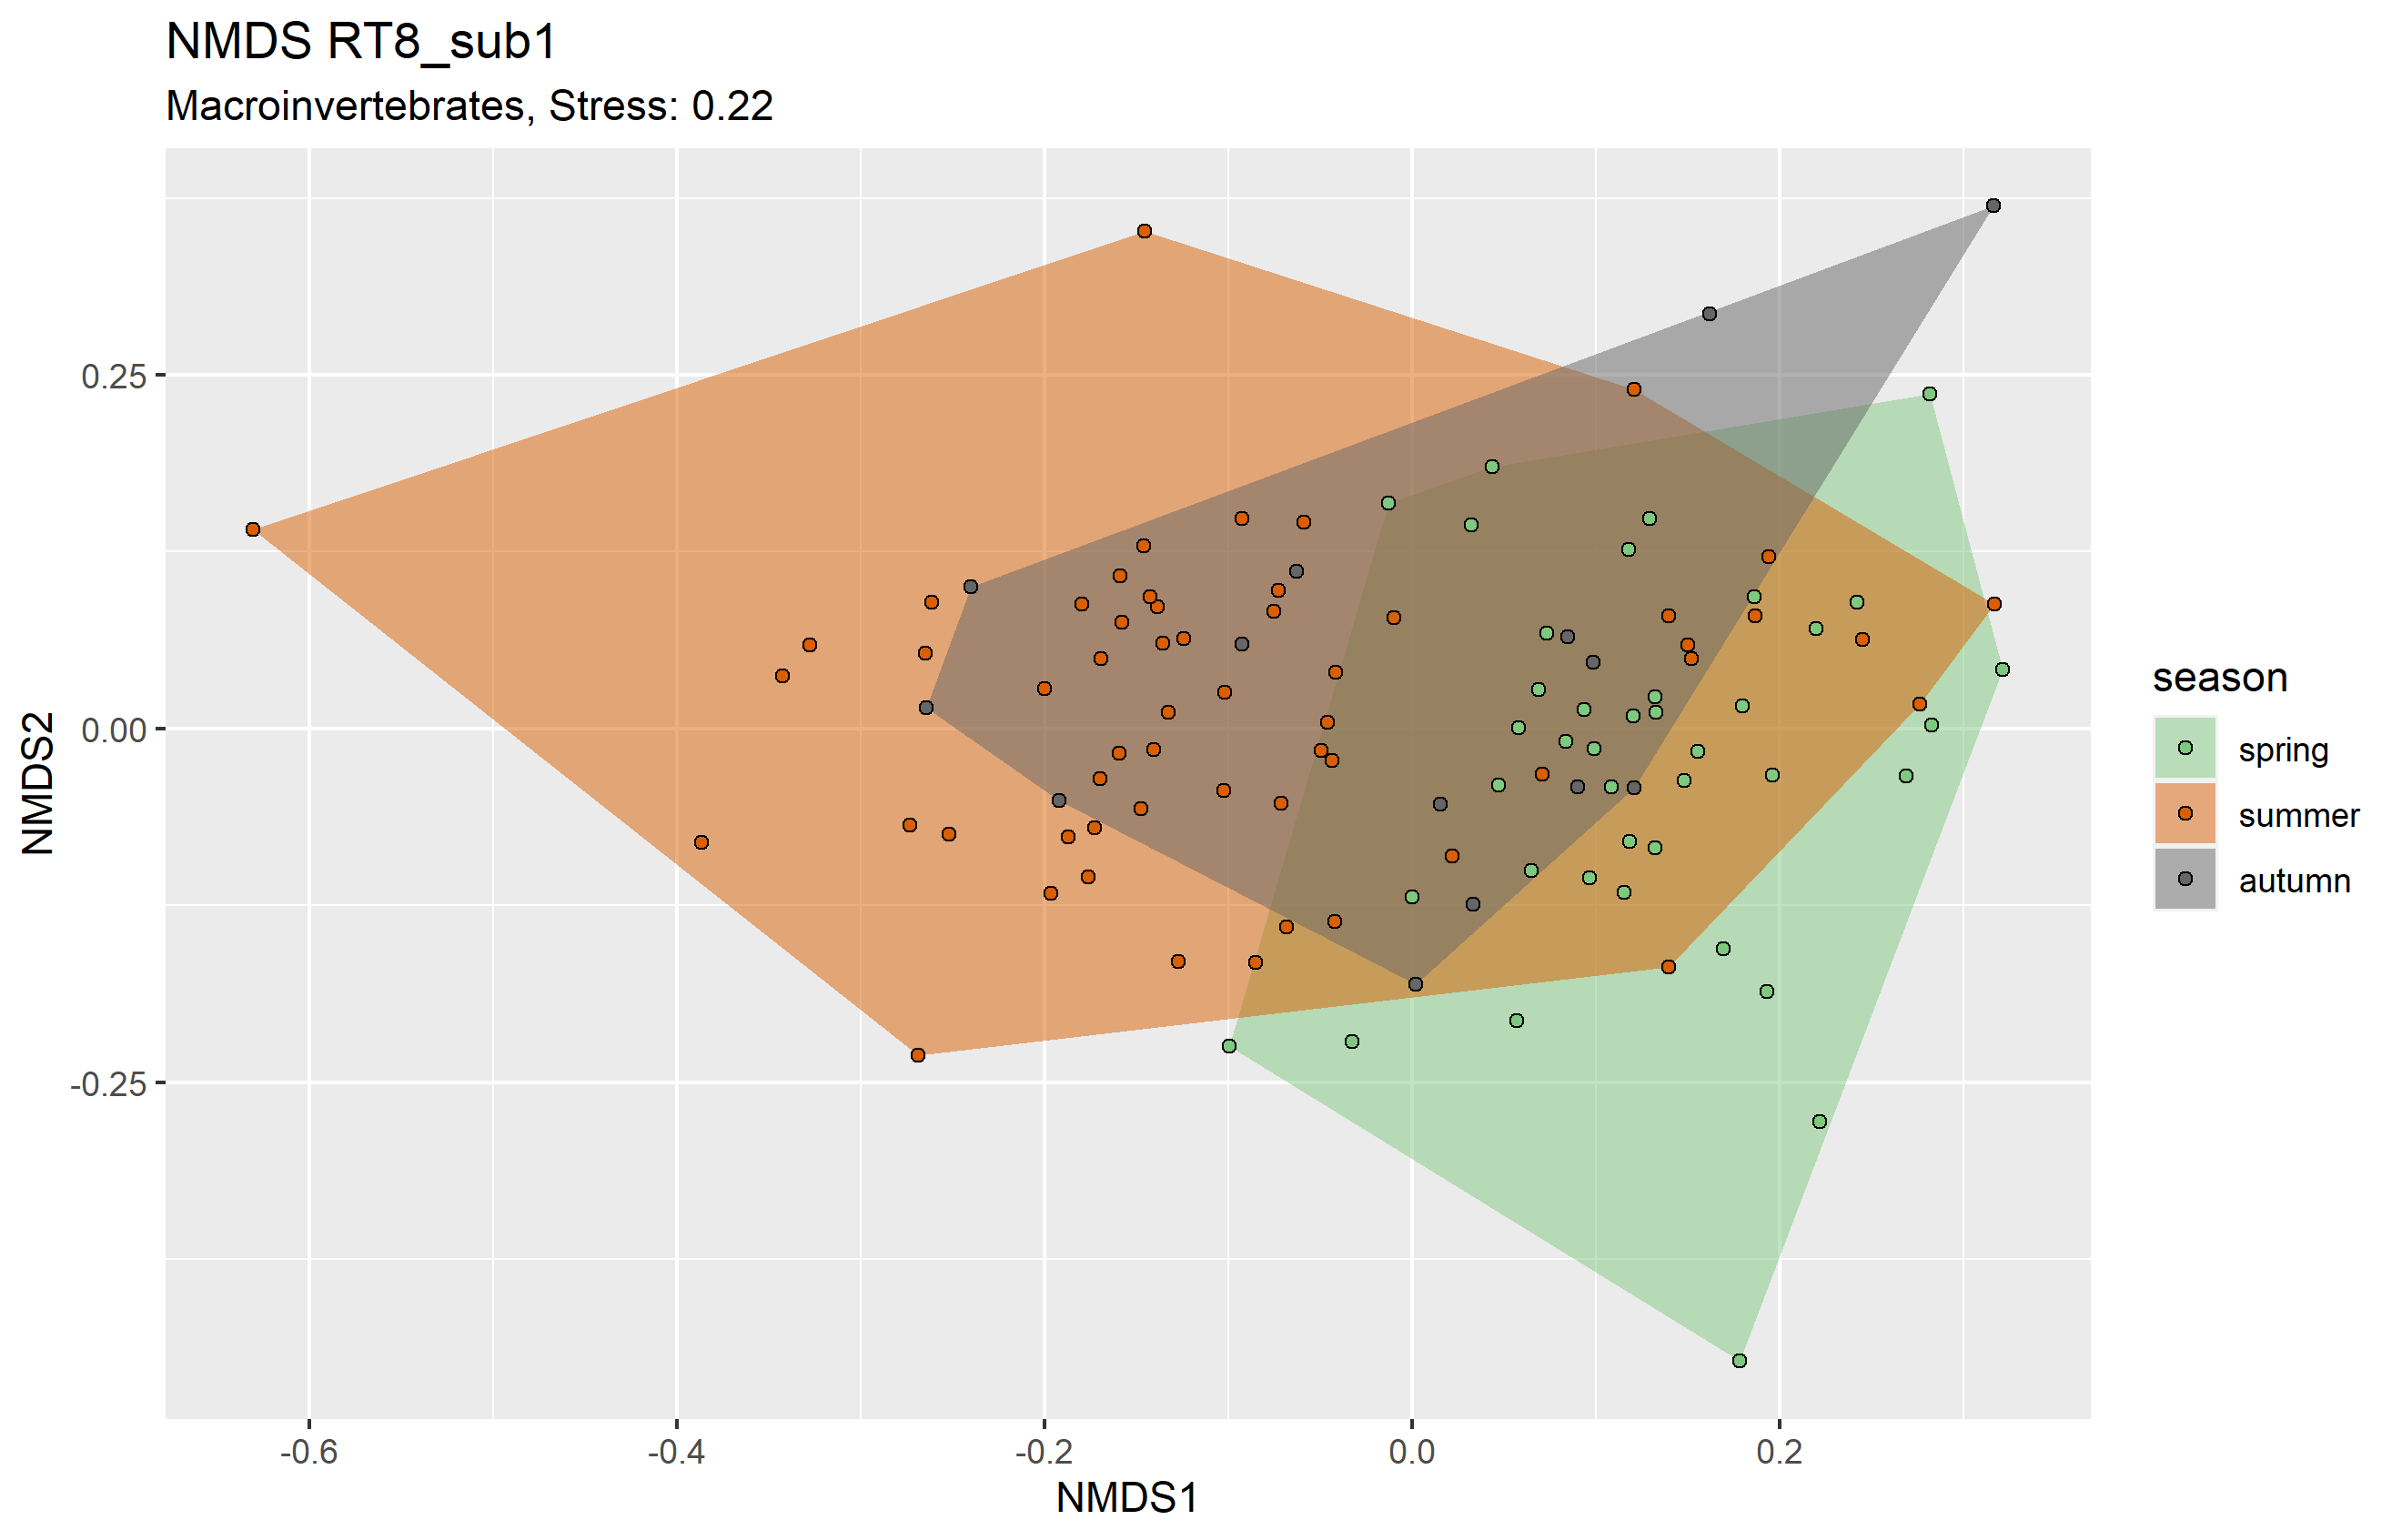 NMDS RT8_sub1
Macroinvertebrates, Stress: 0.22
NMDS2
0.25
0.00
-0.25
-0.6
-0.4
-0.2
0.0
0.2
NMDS1
season
spring
summer
autumn